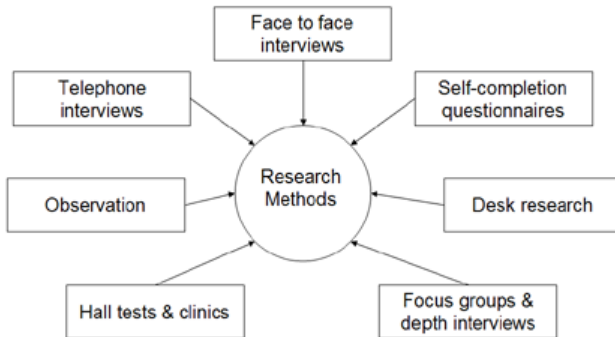 Face to face
interviews
Telephone
interviews
Self-completion
questionnaires
Observation
Research
Methods
Desk research
Hall tests & clinics
Focus groups &
depth interviews